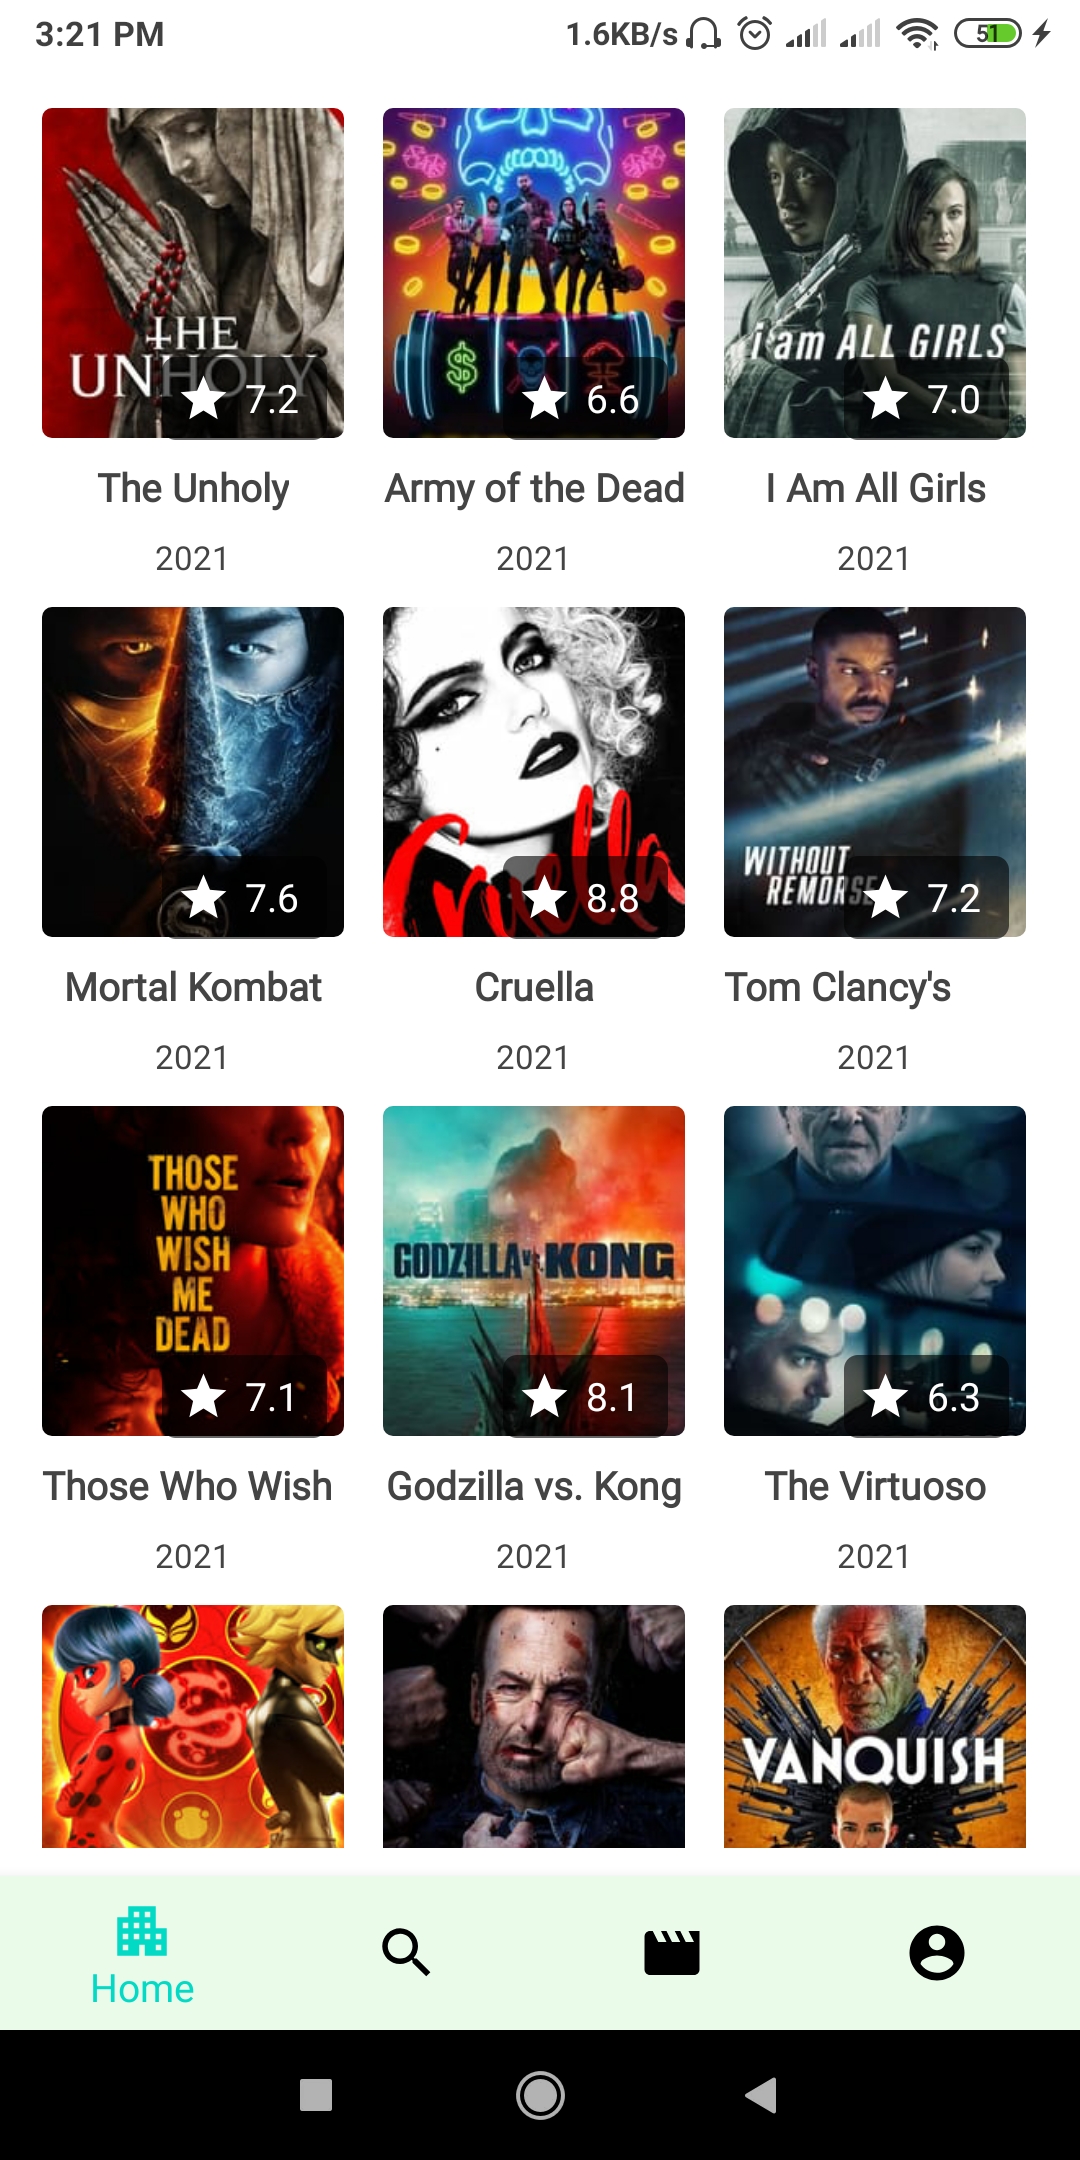 3:21 PM 1.6KB/s 51
THE
UNHOLY
7.2
6.6
i am ALL GIRLS
7.0
The Unholy Army of the Dead I Am All Girls
2021 2021 2021
7.6
Cruella
8.8
WITHOUT
REMORSE
7.2
Mortal Kombat Cruella Tom Clancy's
2021 2021 2021
THOSE
WHO
WISH
ME
DEAD
7.1
GODZILLA vs. KONG
8.1
6.3
Those Who Wish Godzilla vs. Kong The Virtuoso
2021 2021 2021
VANQUISH
Home